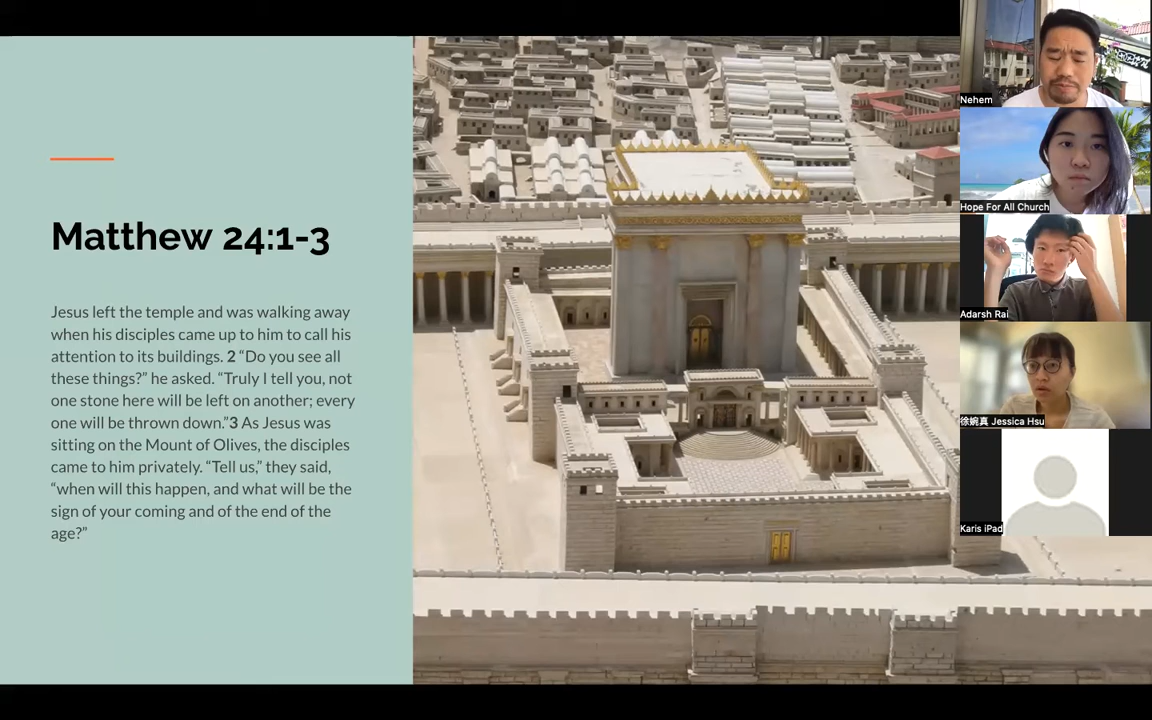 Matthew 24:1-3
Jesus left the temple and was walking away
when his disciples came up to him to call his
attention to its buildings. 2 “Do you see all
these things?” he asked. “Truly I tell you, not
one stone here will be left on another; every
one will be thrown down.”3 As Jesus was
sitting on the Mount of Olives, the disciples
came to him privately. “Tell us,” they said,
“when will this happen, and what will be the
sign of your coming and of the end of the
age?”
Nehem
Hope For All Church
Adarsh Rai
徐婉真 Jessica Hsu
Karis iPad